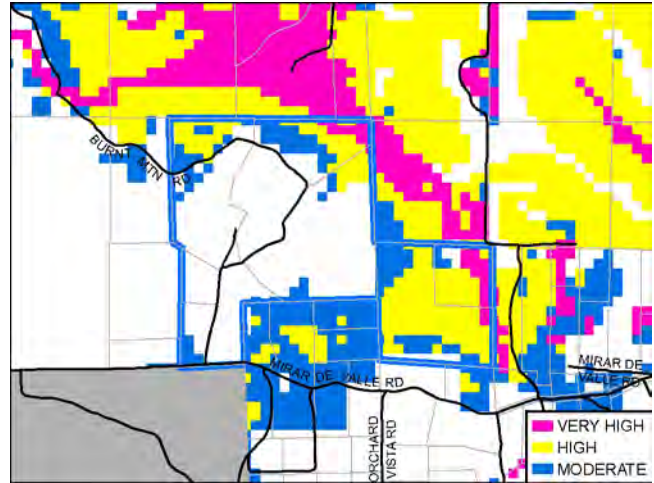 BURNT MTN RD
MIRAR DE VALLE RD
MIRAR DE
VALLE RD
ORCHARD
VISTA RD
VERY HIGH
HIGH
MODERATE